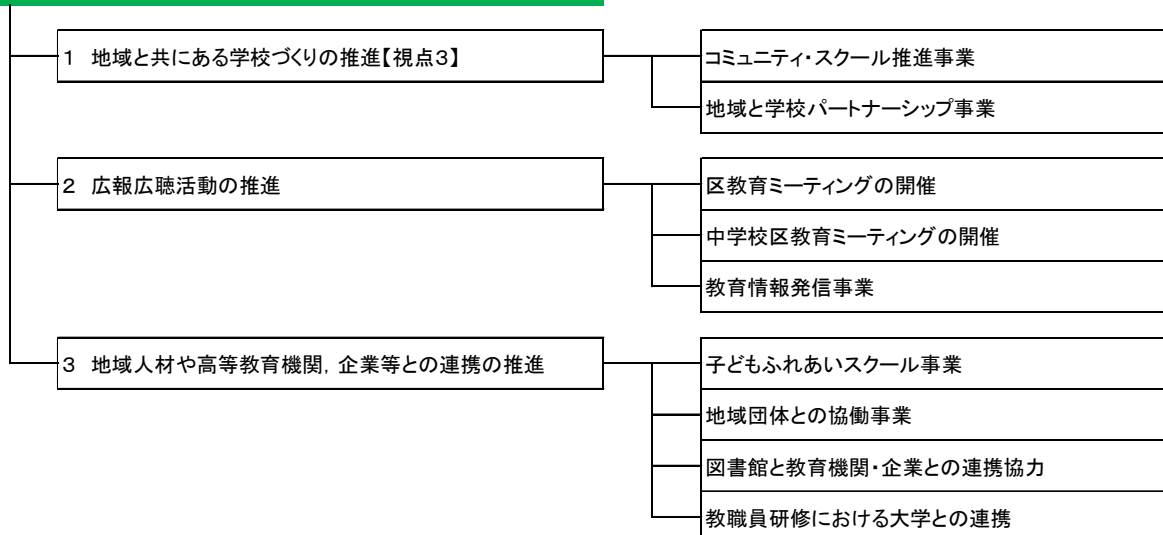 1 地域と共にある学校づくりの推進【視点3】
コミュニティ・スクール推進事業
地域と学校パートナーシップ事業
2 広報広聴活動の推進
区教育ミーティングの開催
中学校区教育ミーティングの開催
教育情報発信事業
3 地域人材や高等教育機関，企業等との連携の推進
子どもふれあいスクール事業
地域団体との協働事業
図書館と教育機関・企業との連携協力
教職員研修における大学との連携